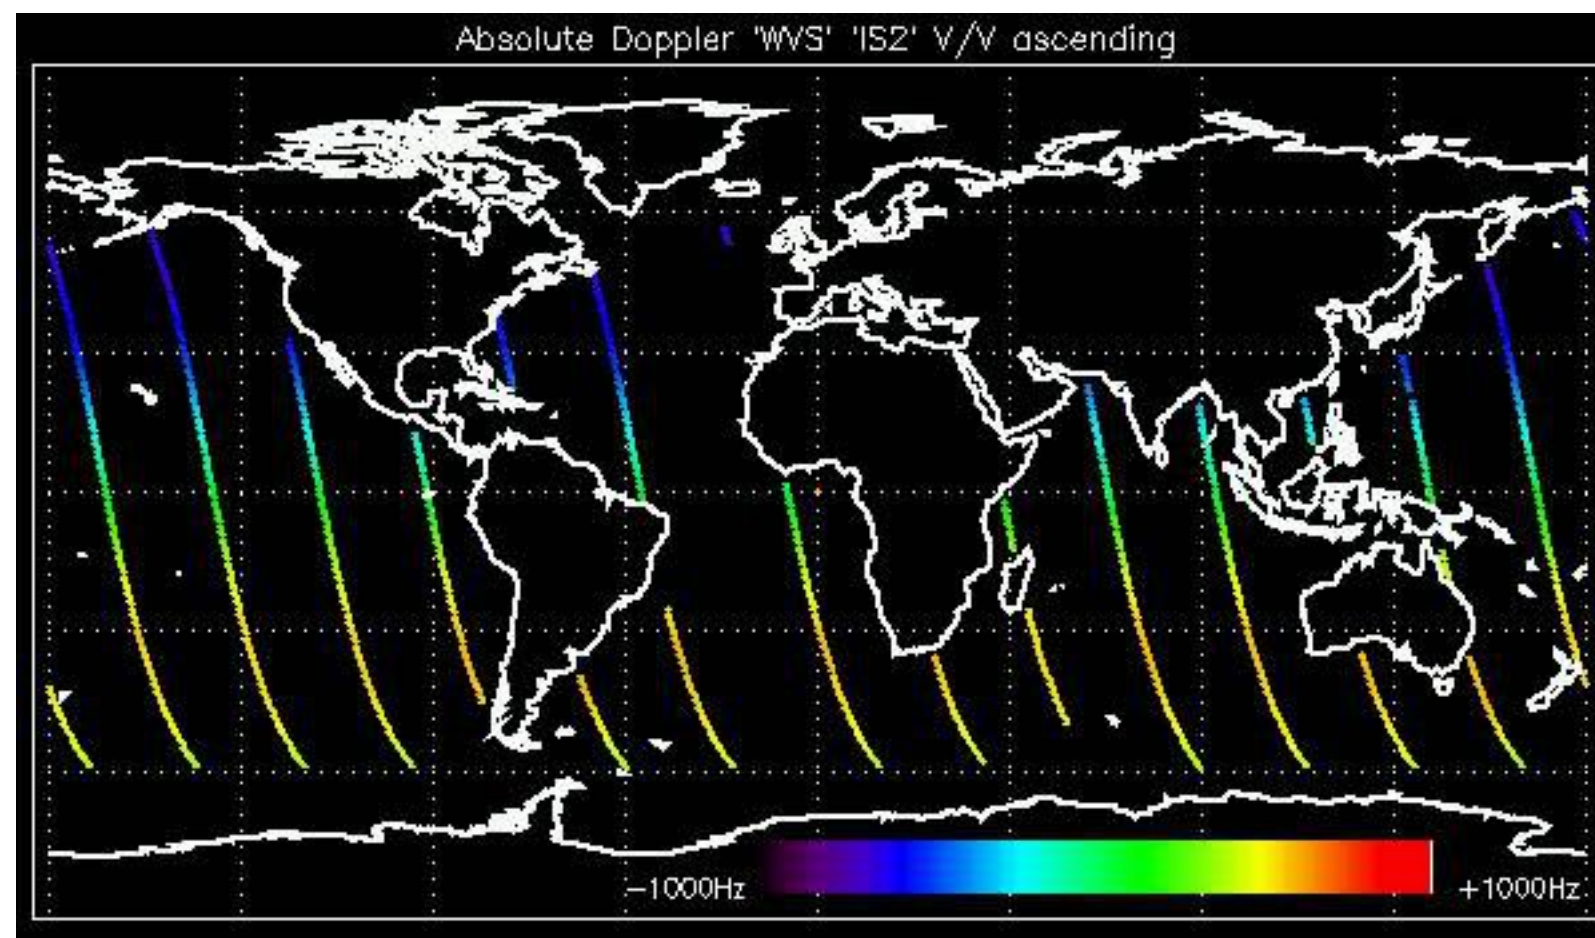 Absolute Doppler 'WVS' 'IS2' V/V ascending
-1000Hz
+1000Hz